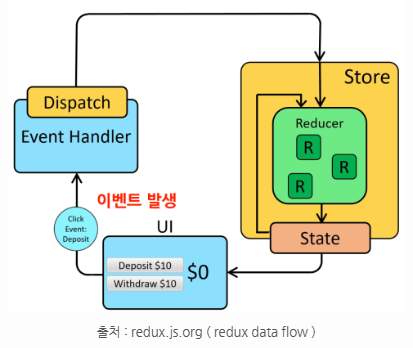 Store
Dispatch
Event Handler
Reducer
R
R
R
이벤트 발생
Click
Event:
Deposit
UI
State
Deposit $10
$0
Withdraw $10
출처 : redux.js.org ( redux data flow )